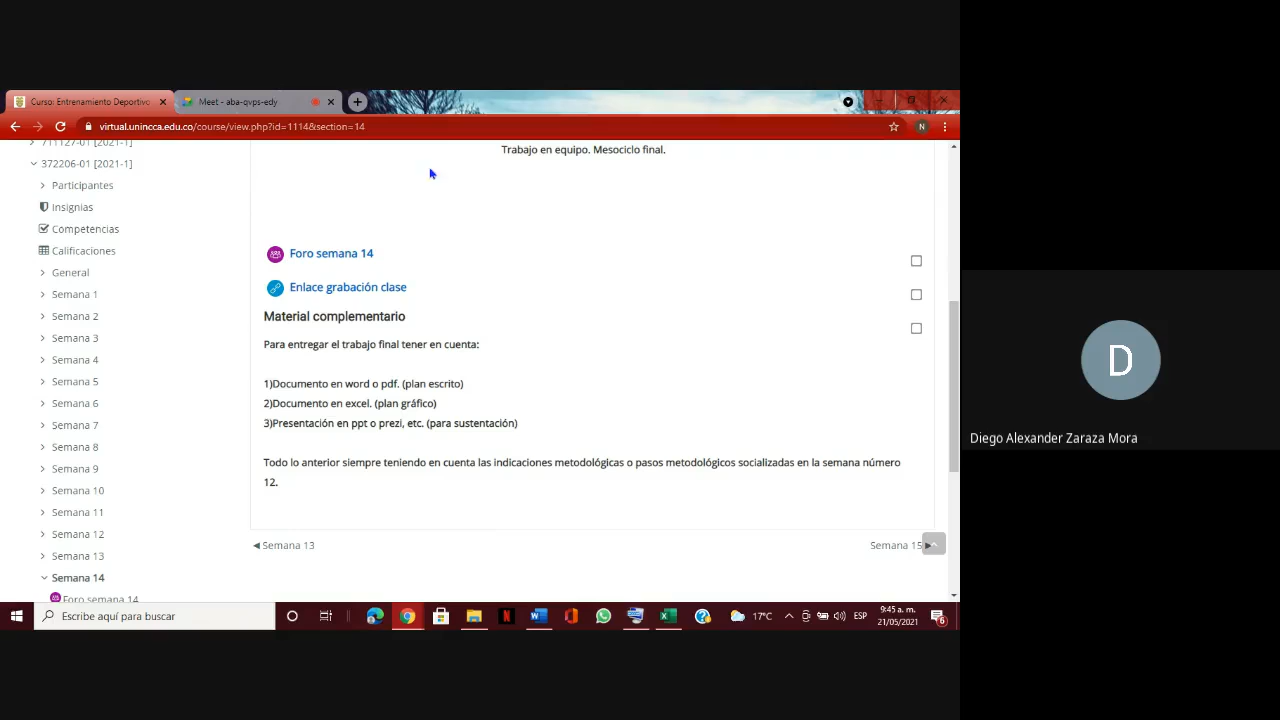 Curso: Entrenamiento Deportivo
Meet - aba-qvps-edy
virtual.unincca.edu.co/course/view.php?id=1114&section=14
N
711127-01 [2021-1]
372206-01 [2021-1]
Participantes
Insignias
Competencias
Calificaciones
General
Semana 1
Semana 2
Semana 3
Semana 4
Semana 5
Semana 6
Semana 7
Semana 8
Semana 9
Semana 10
Semana 11
Semana 12
Semana 13
Semana 14
Foro semana 14
Trabajo en equipo. Mesociclo final.
Foro semana 14
Enlace grabación clase
Material complementario
Para entregar el trabajo final tener en cuenta:
1)Documento en word o pdf. (plan escrito)
2)Documento en excel. (plan gráfico)
3)Presentación en ppt o prezi, etc. (para sustentación)
Todo lo anterior siempre teniendo en cuenta las indicaciones metodológicas o pasos metodológicos socializadas en la semana número
12.
◀ Semana 13
Semana 15 ▶
Escribe aquí para buscar
17°C
ESP
9:45 a. m.
21/05/2021
6
D
Diego Alexander Zaraza Mora